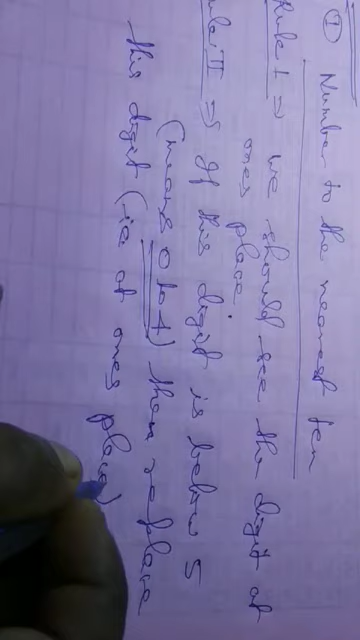 ① Number to the nearest ten
Rule I ⇒ we should see the digit at
ones place
Rule II ⇒ If this digit is below 5
(means 0 to 4) then replace
this digit (ie at ones place)